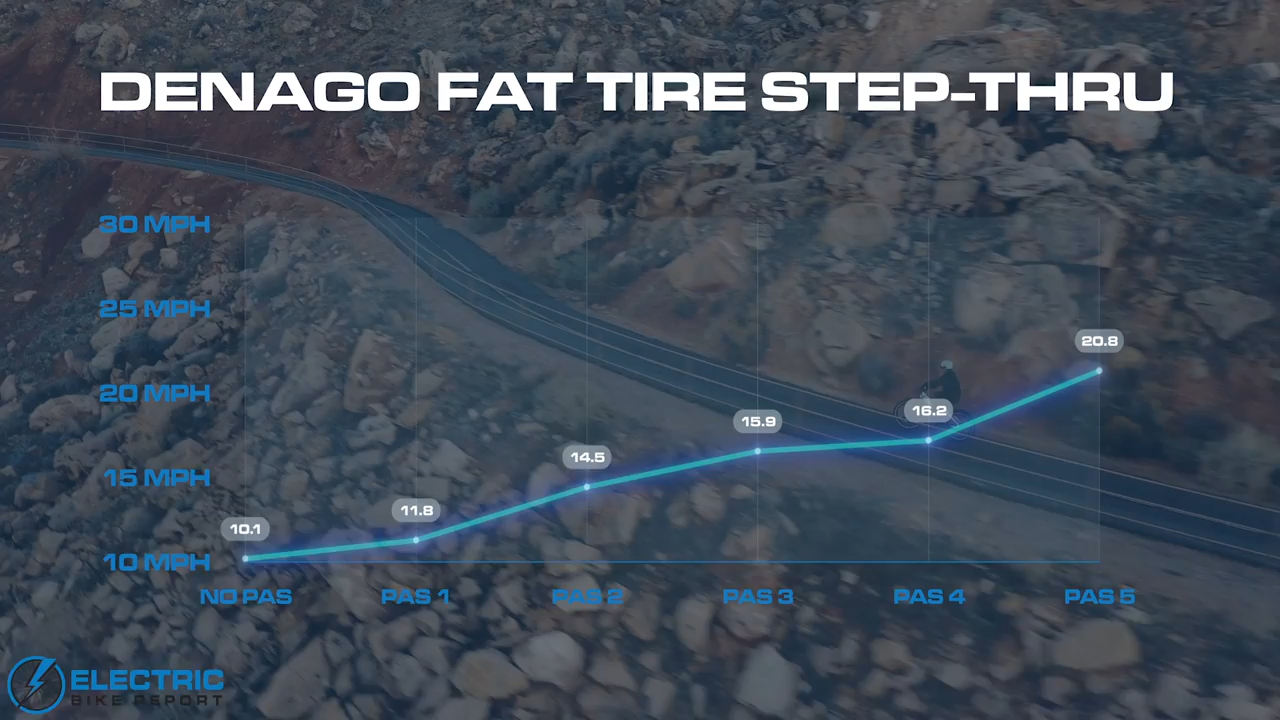 DENAGO FAT TIRE STEP-THRU
30 MPH
25 MPH
20 MPH
15 MPH
10 MPH
10.1
11.8
14.5
15.9
16.2
20.8
NO PAS
PAS 1
PAS 2
PAS 3
PAS 4
PAS 5
ELECTRIC
BIKE PSPORT